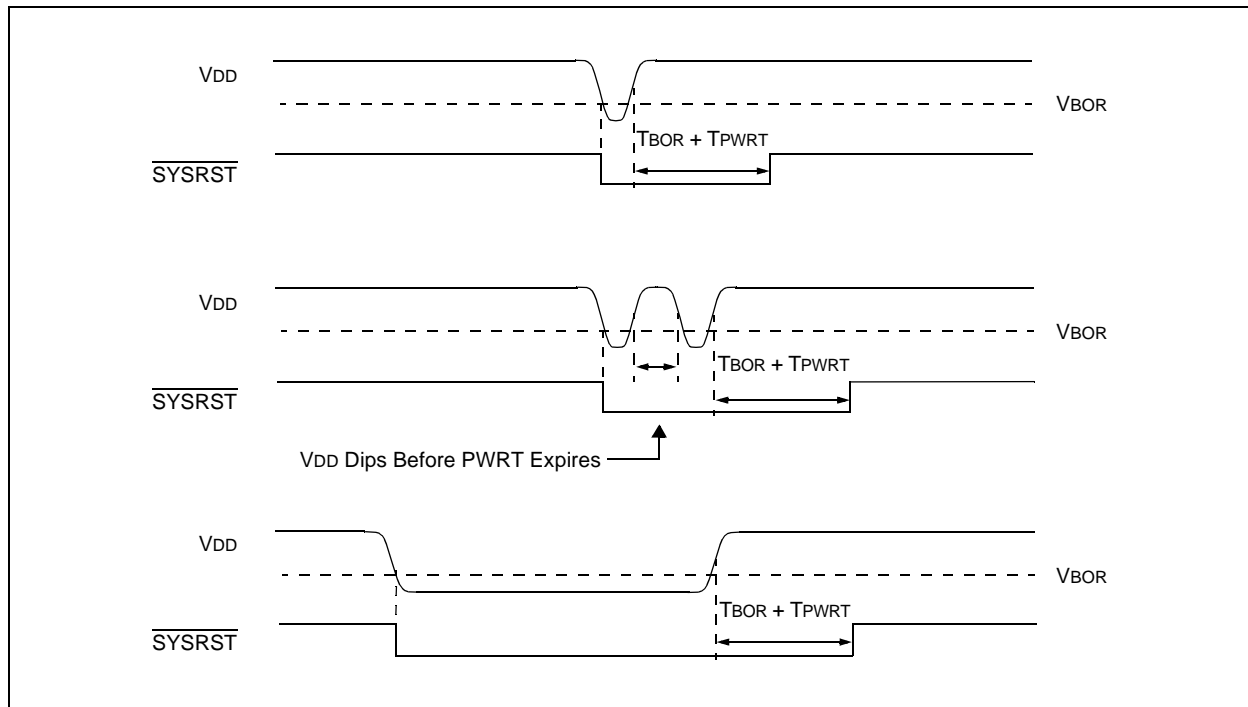 VDD
VBOR
TBOR + TPWRT
SYSRST
VDD
VBOR
TBOR + TPWRT
SYSRST
VDD Dips Before PWRT Expires
VDD
VBOR
TBOR + TPWRT
SYSRST